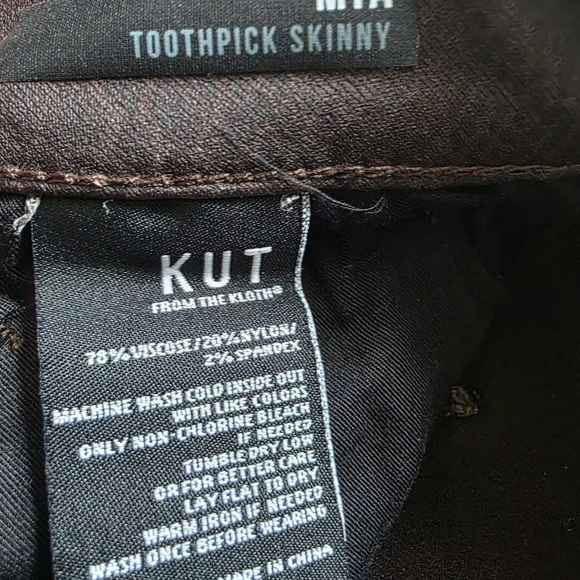 MIA
TOOTHPICK SKINNY
KUT
FROM THE KLOTH®
78% VISCOSE/20% NYLON/
2% SPANDEX
MACHINE WASH COLD INSIDE OUT
WITH LIKE COLORS
ONLY NON-CHLORINE BLEACH
IF NEEDED
TUMBLE DRY LOW
OR FOR BETTER CARE
LAY FLAT TO DRY
WARM IRON IF NEEDED
WASH ONCE BEFORE WEARING
MADE IN CHINA